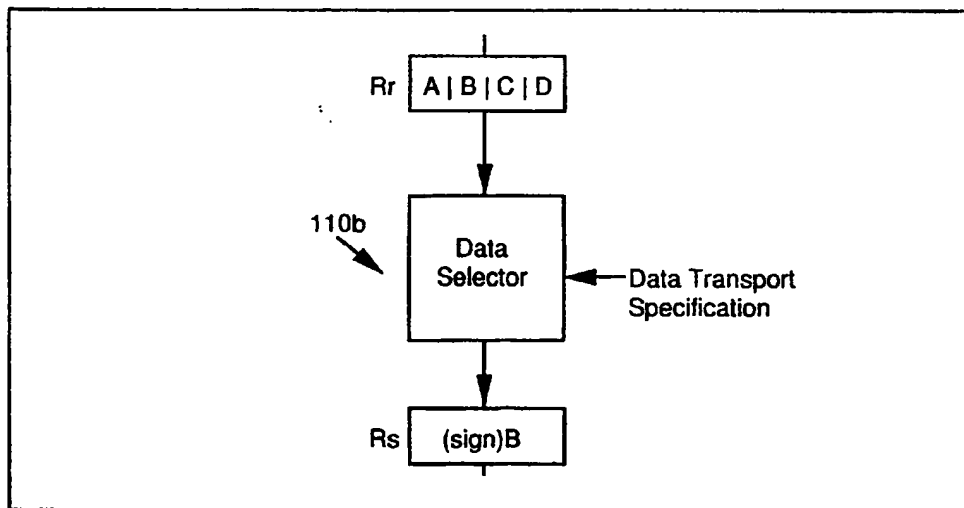 Rr A | B | C | D
110b
Data
Selector
Data Transport
Specification
Rs (sign)B